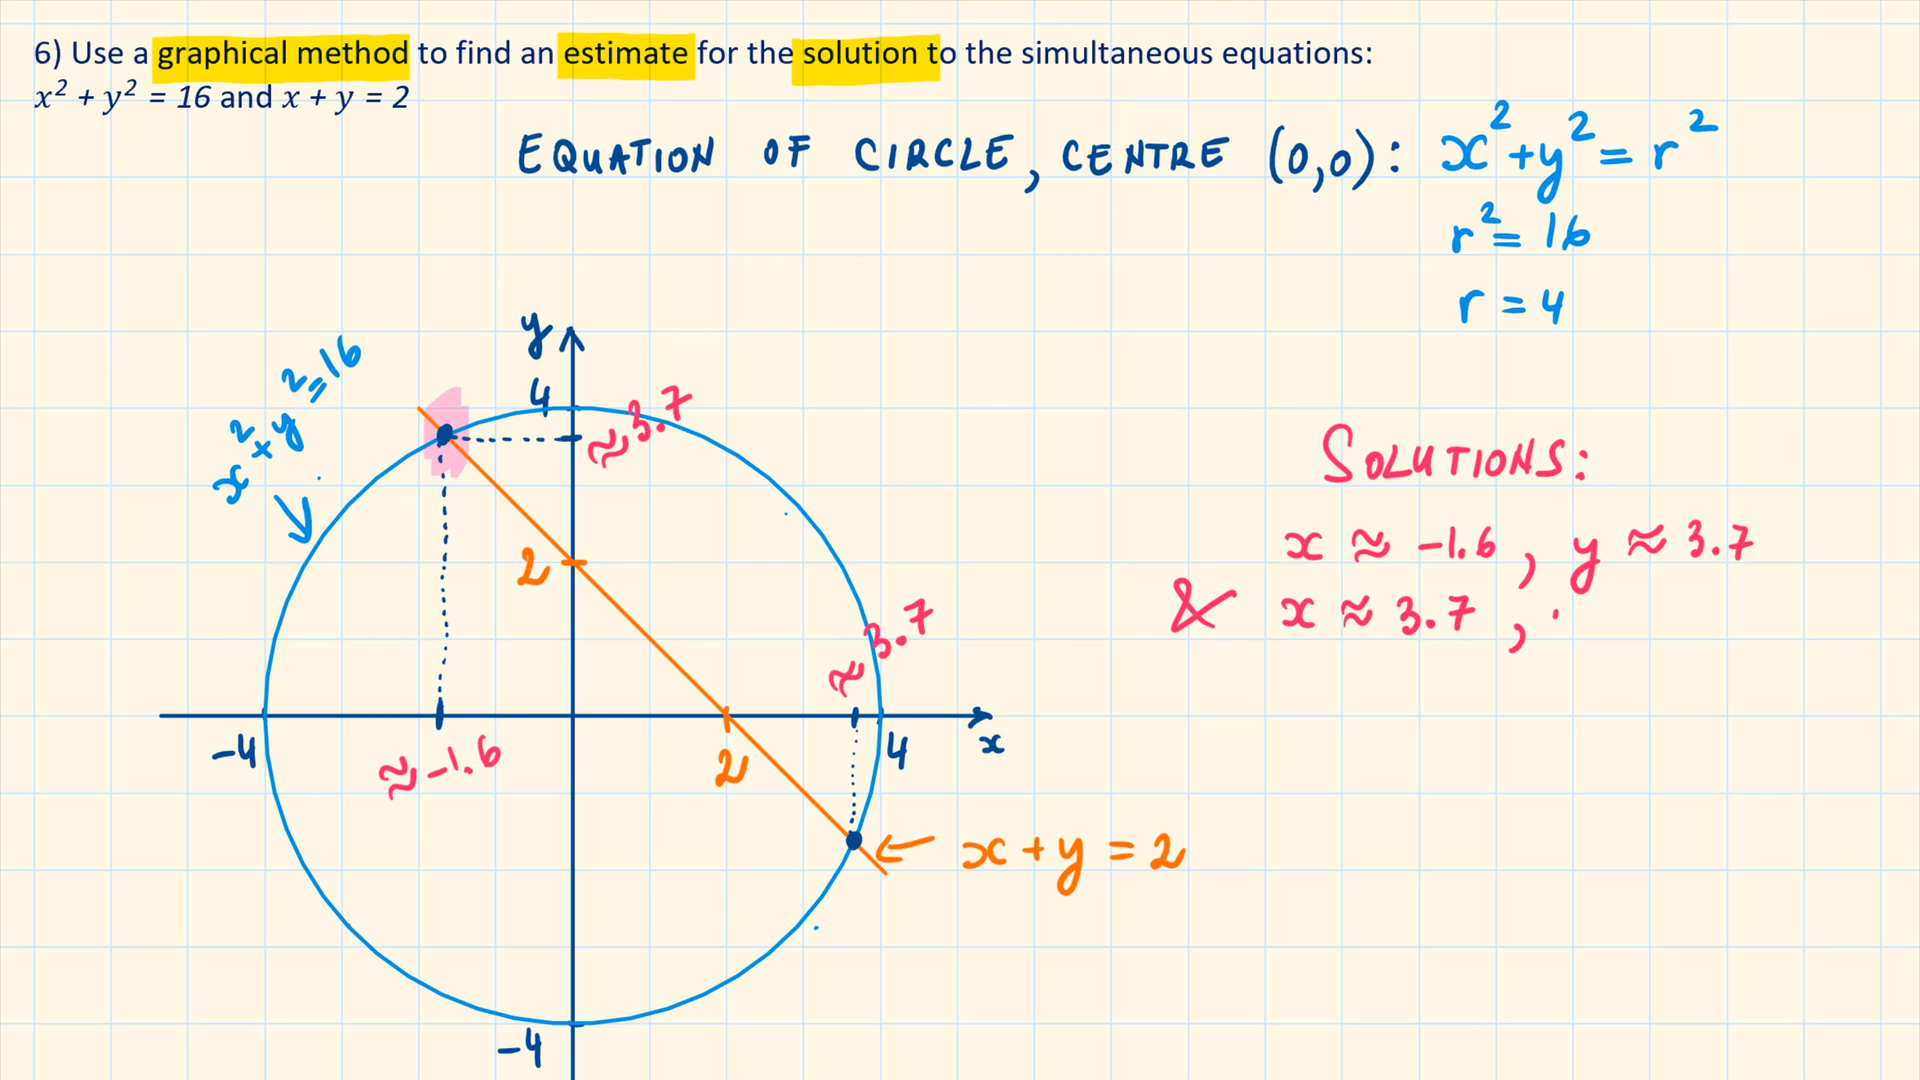 6) Use a graphical method to find an estimate for the solution to the simultaneous equations:
x² + y² = 16 and x + y = 2
EQUATION OF CIRCLE, CENTRE (0,0): x² + y² = r²
r² = 16
r = 4
y
x² + y² = 16
4
≈ 3.7
SOLUTIONS:
x ≈ -1.6, y ≈ 3.7
2
& x ≈ 3.7,
≈ 3.7
-4
≈ -1.6
2
4
x
x + y = 2
-4